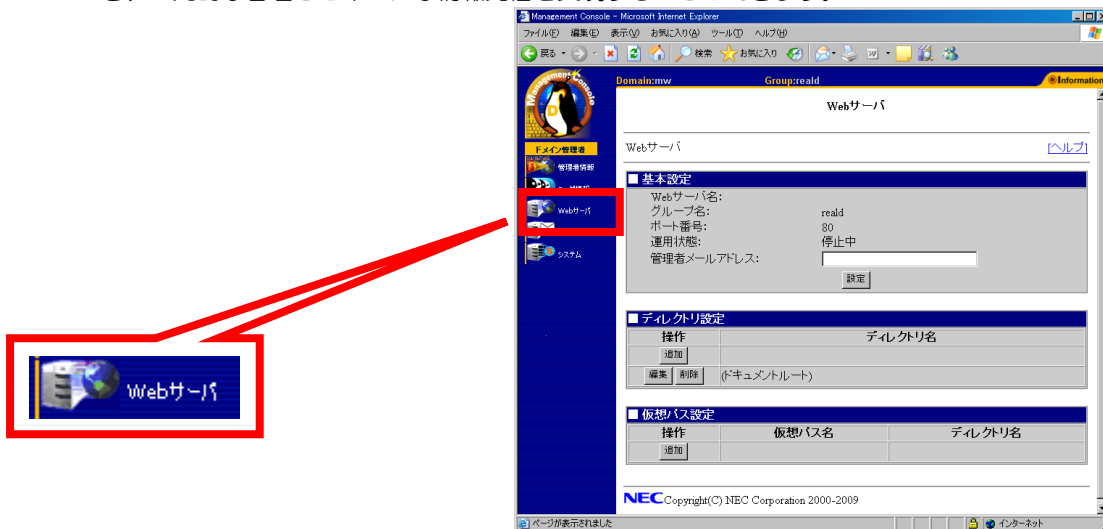 Management Console - Microsoft Internet Explorer
ファイル(F) 編集(E) 表示(V) お気に入り(A) ツール(T) ヘルプ(H)
戻る 検索 お気に入り
Management Console
Domain:mw Group:reald Information
Webサーバ
ドメイン管理者
管理者情報
Webサーバ
システム
Webサーバ [ヘルプ]
■ 基本設定
Webサーバ名:
グループ名: reald
ポート番号: 80
運用状態: 停止中
管理者メールアドレス:
設定
■ ディレクトリ設定
操作 ディレクトリ名
追加
編集 削除 (ドキュメントルート)
■ 仮想パス設定
操作 仮想パス名 ディレクトリ名
追加
NEC Copyright(C) NEC Corporation 2000-2009
ページが表示されました インターネット
Webサーバ